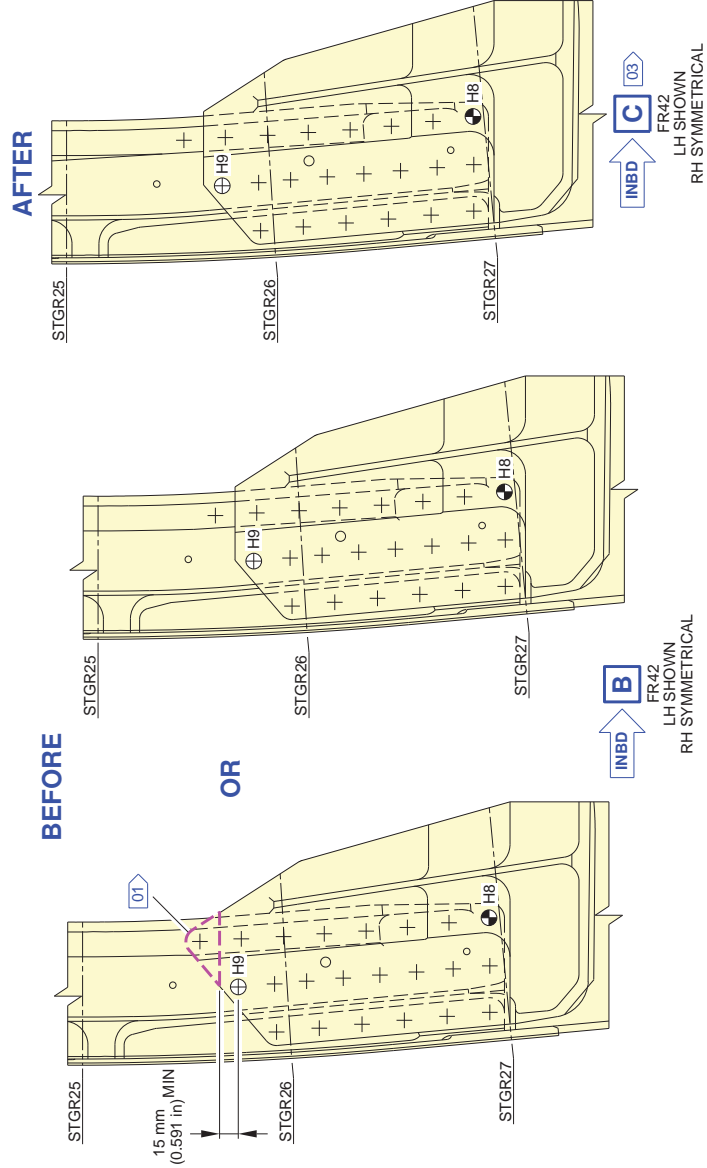 BEFORE
STGR25
01
H9
15 mm
(0.591 in)
MIN
STGR26
H8
STGR27
OR
STGR25
H9
STGR26
H8
STGR27
INBD
B
FR42
LH SHOWN
RH SYMMETRICAL
AFTER
STGR25
H9
STGR26
H8
STGR27
INBD
C
03
FR42
LH SHOWN
RH SYMMETRICAL